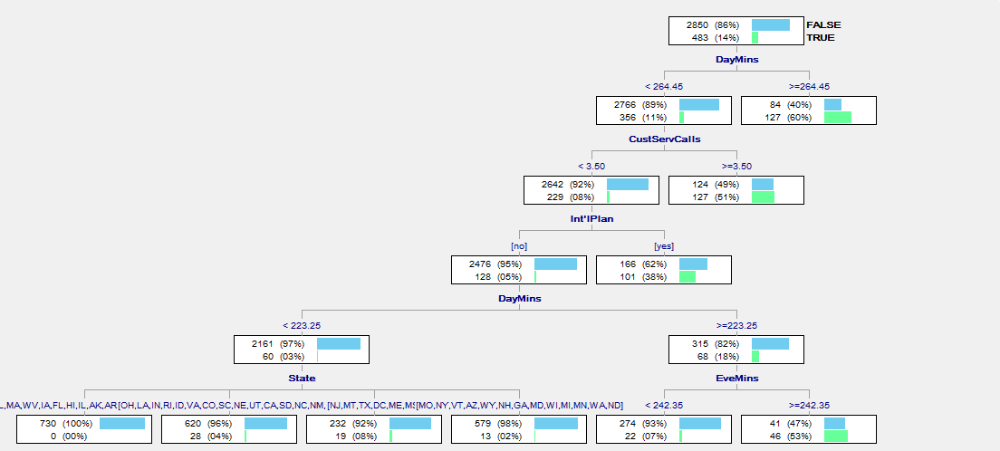 2850 (86%) FALSE
483 (14%) TRUE
DayMins
< 264.45 >=264.45
2766 (89%) 84 (40%)
356 (11%) 127 (60%)
CustServCalls
< 3.50 >=3.50
2642 (92%) 124 (49%)
229 (08%) 127 (51%)
Int'lPlan
[no] [yes]
2476 (95%) 166 (62%)
128 (05%) 101 (38%)
DayMins
< 223.25 >=223.25
2161 (97%) 315 (82%)
60 (03%) 68 (18%)
State EveMins
L,MA,WV,IA,FL,HI,IL,AK,AR[OH,LA,IN,RI,ID,VA,CO,SC,NE,UT,CA,SD,NC,NM, [NJ,MT,TX,DC,ME,MS[MO,NY,VT,AZ,WY,NH,GA,MD,WI,MI,MN,WA,ND] < 242.35 >=242.35
730 (100%) 620 (96%) 232 (92%) 579 (98%) 274 (93%) 41 (47%)
0 (00%) 28 (04%) 19 (08%) 13 (02%) 22 (07%) 46 (53%)